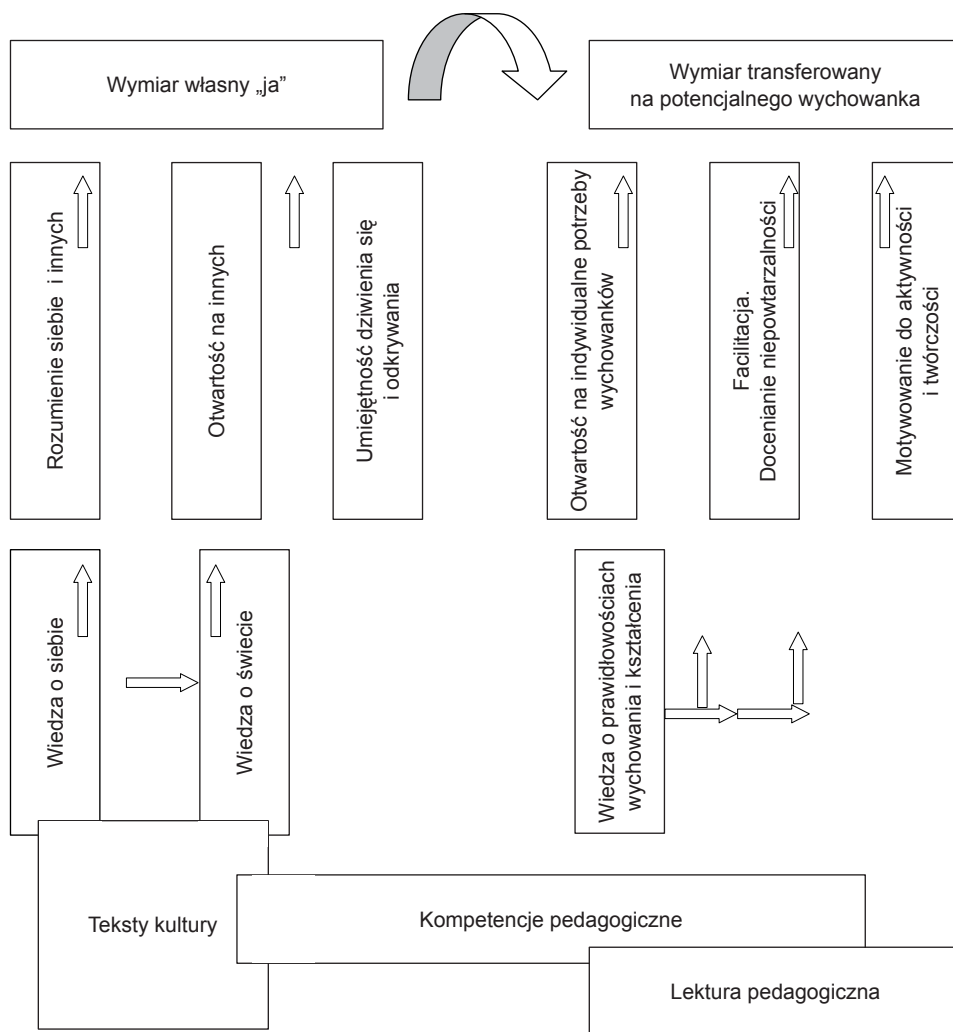 Wymiar własny „ja”
Wymiar transferowany
na potencjalnego wychowanka
Rozumienie siebie i innych
Otwartość na innych
Umiejętność dziwienia się
i odkrywania
Otwartość na indywidualne potrzeby
wychowanków
Facilitacja.
Docenianie niepowtarzalności
Motywowanie do aktywności
i twórczości
Wiedza o siebie
Wiedza o świecie
Wiedza o prawidłowościach
wychowania i kształcenia
Teksty kultury
Kompetencje pedagogiczne
Lektura pedagogiczna